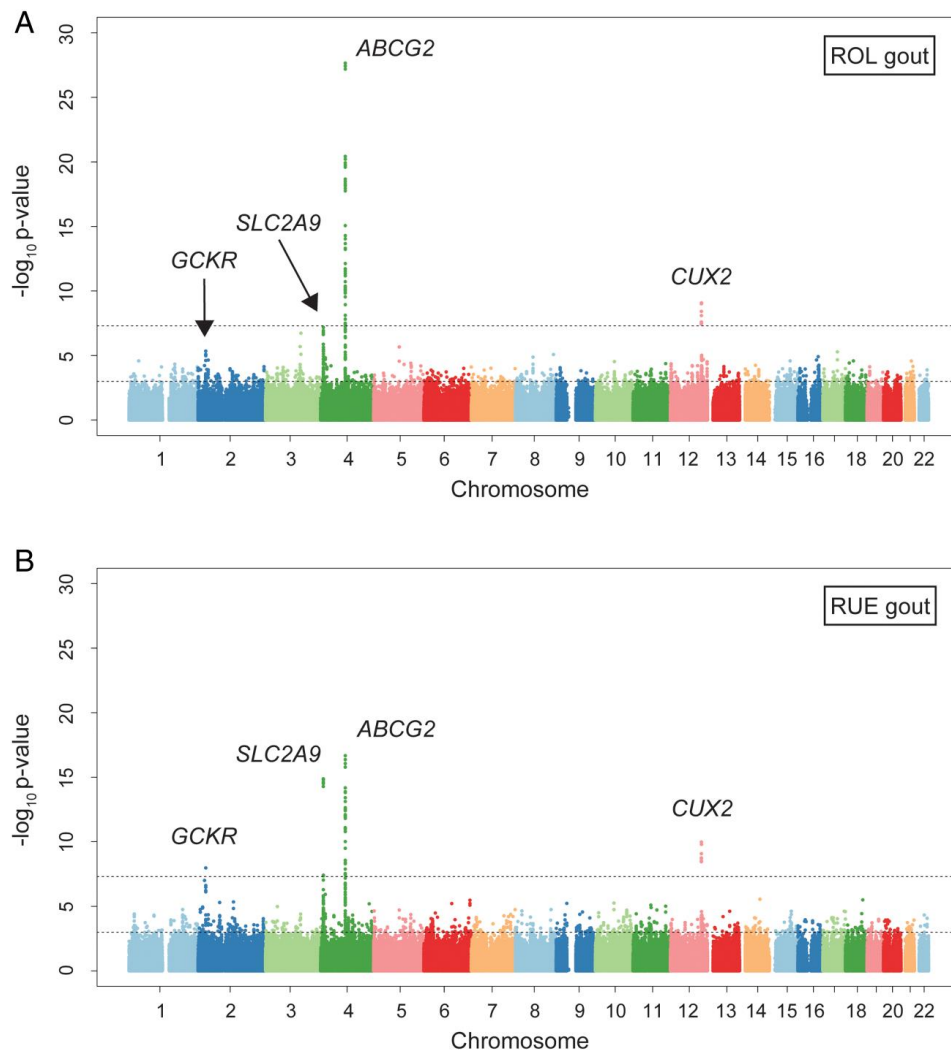 A
ROL gout
ABCG2
SLC2A9
GCKR
CUX2
-log10 p-value
30
25
20
15
10
5
0
1 2 3 4 5 6 7 8 9 10 11 12 13 14 15 16 18 20 22
Chromosome
B
RUE gout
ABCG2
SLC2A9
GCKR
CUX2
-log10 p-value
30
25
20
15
10
5
0
1 2 3 4 5 6 7 8 9 10 11 12 13 14 15 16 18 20 22
Chromosome